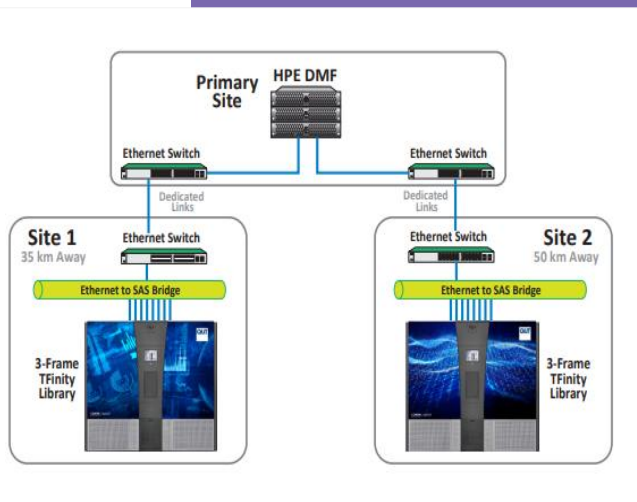 Primary
Site
HPE DMF
Ethernet Switch
Ethernet Switch
Dedicated
Links
Dedicated
Links
Site 1
35 km Away
Ethernet Switch
Ethernet to SAS Bridge
3-Frame
TFinity
Library
QUT
Ethernet Switch
Site 2
50 km Away
Ethernet to SAS Bridge
QUT
3-Frame
TFinity
Library